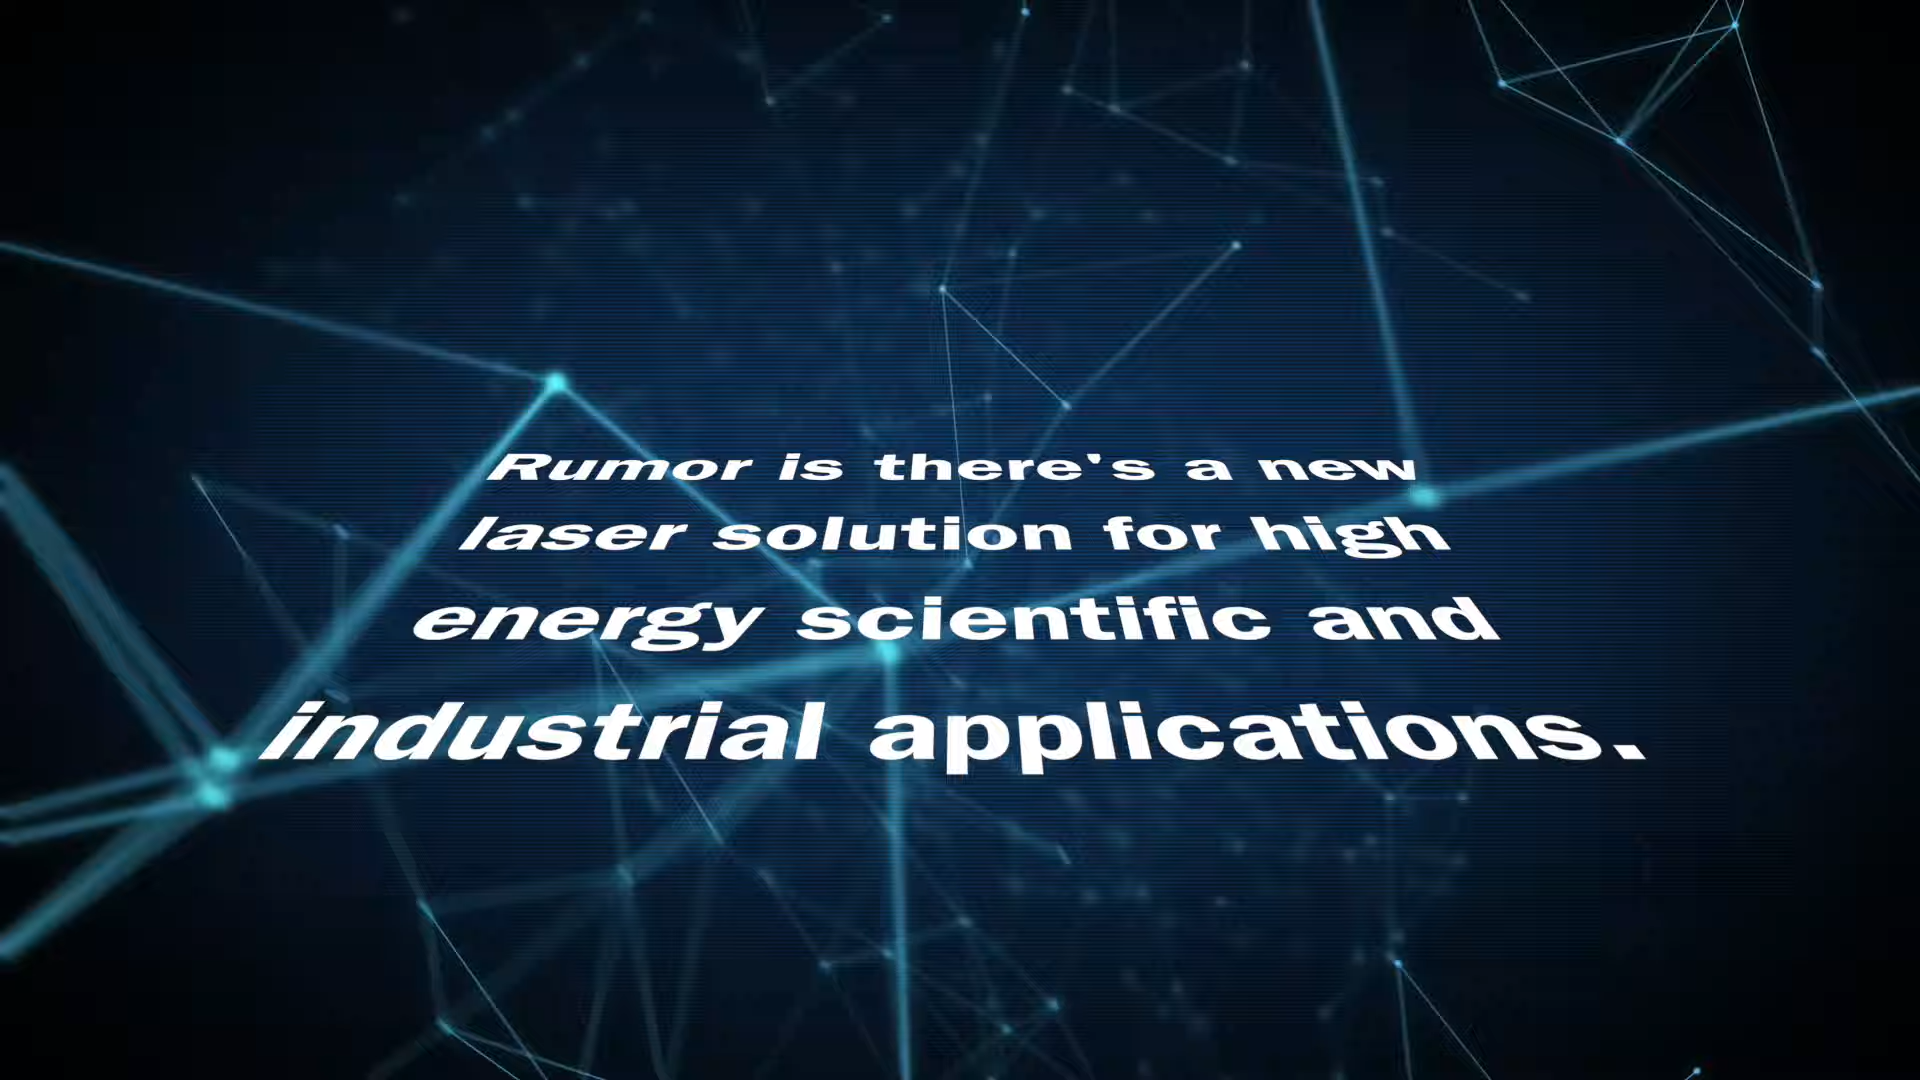 Rumor is there's a new
laser solution for high
energy scientific and
industrial applications.